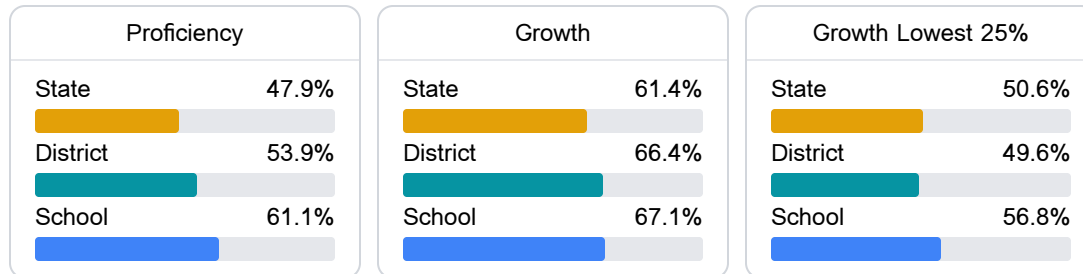 Proficiency
State 47.9%
District 53.9%
School 61.1%
Growth
State 61.4%
District 66.4%
School 67.1%
Growth Lowest 25%
State 50.6%
District 49.6%
School 56.8%